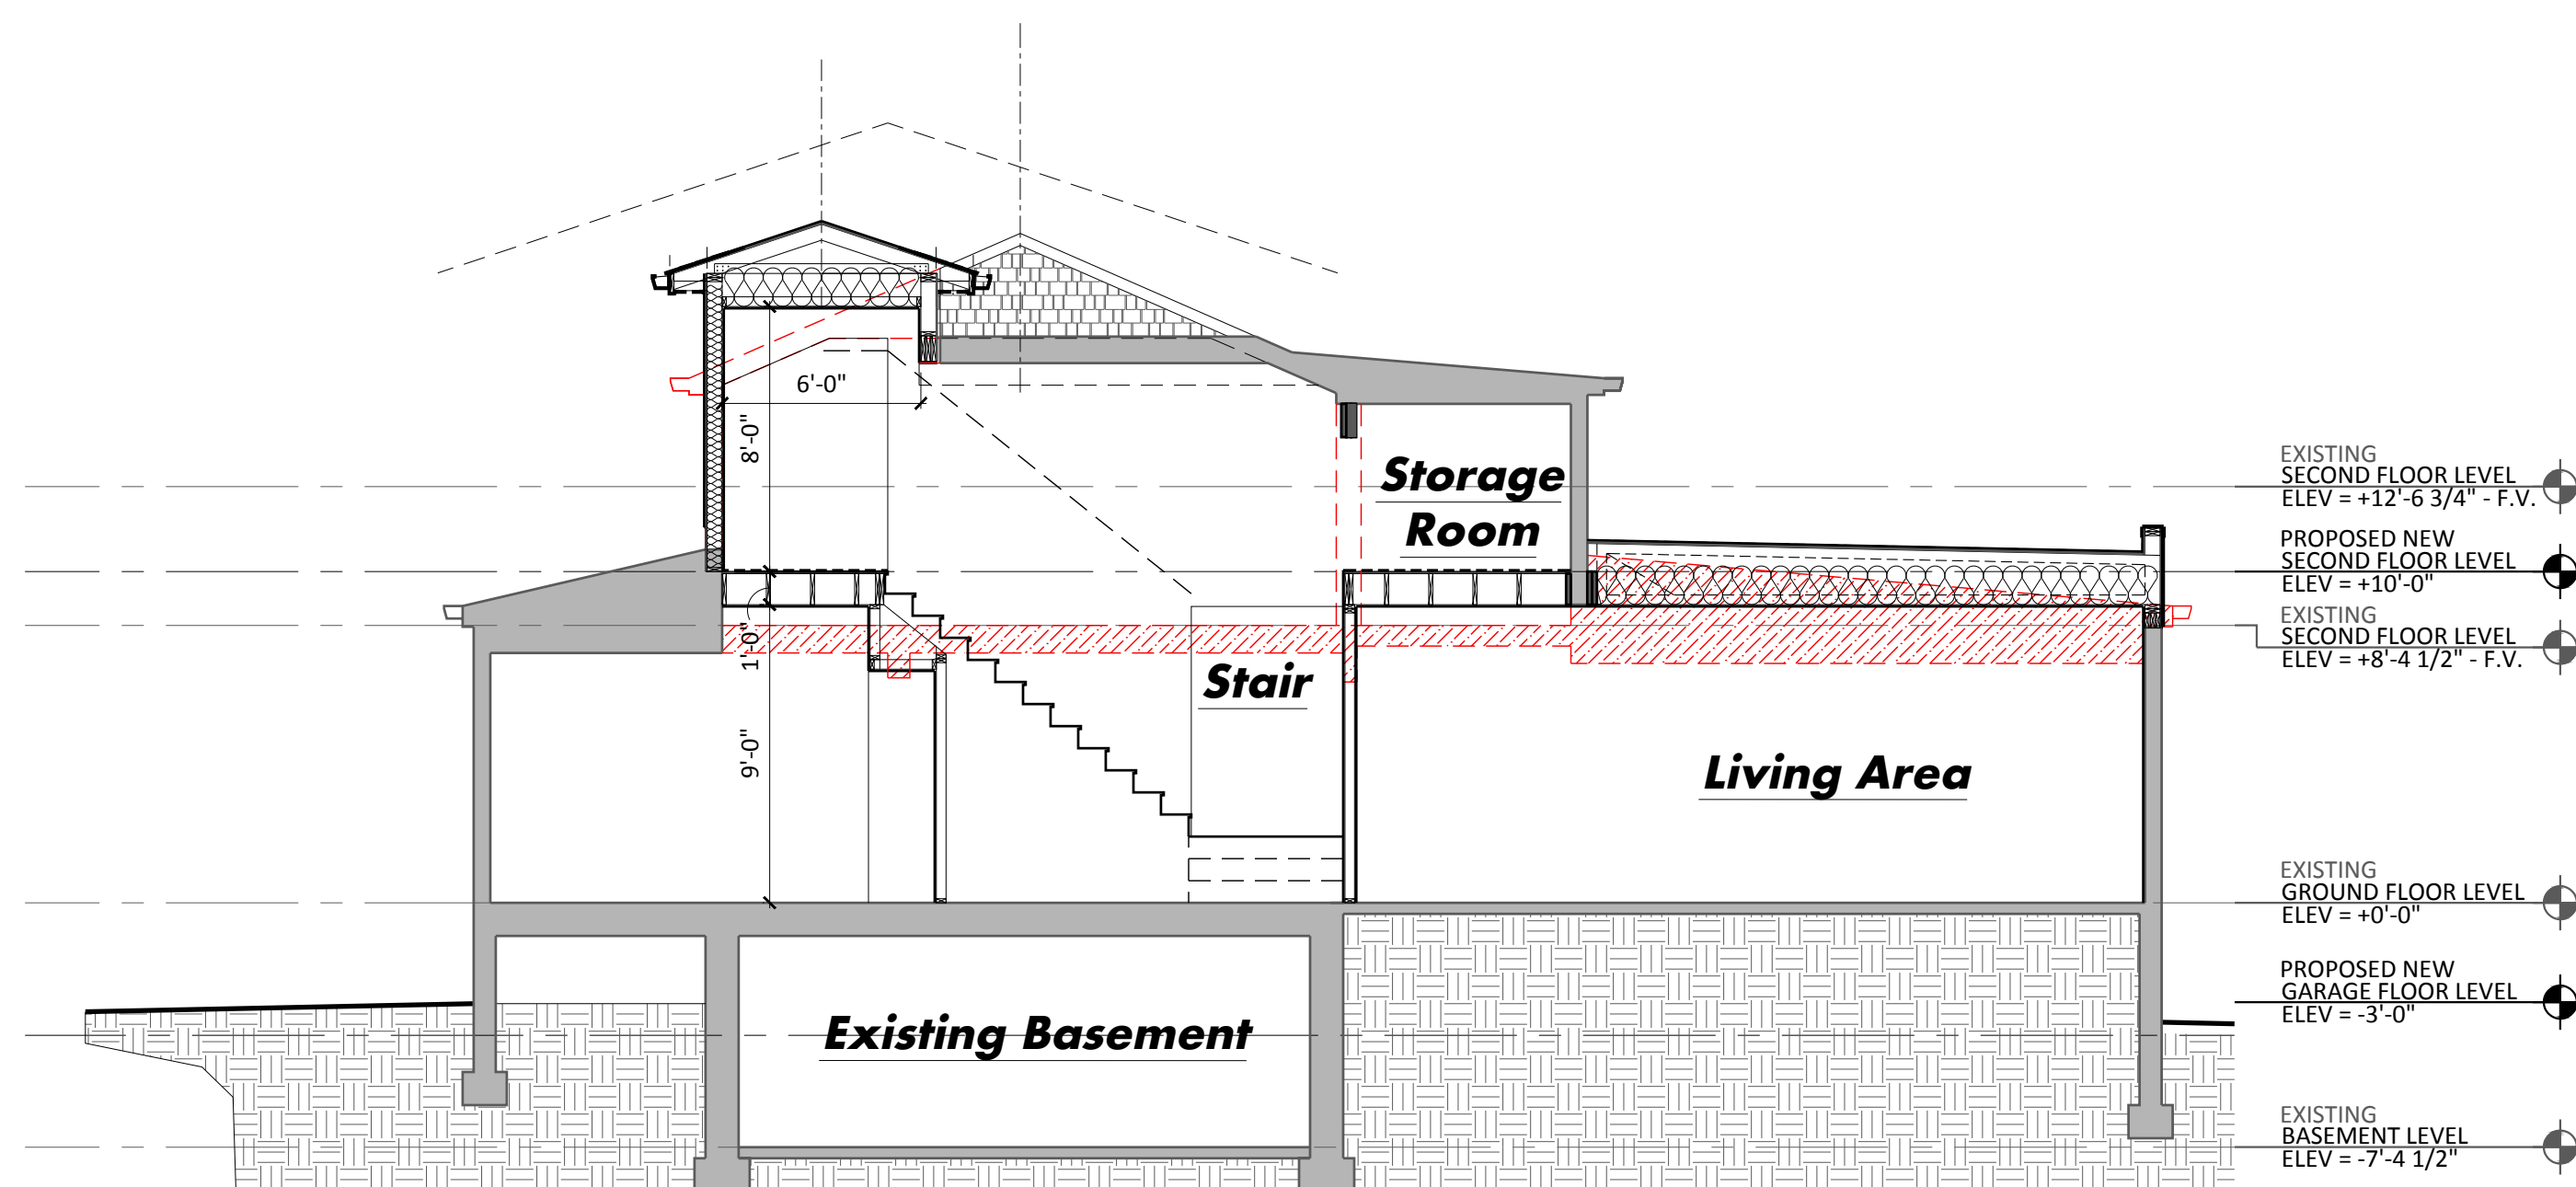 6'-0"
8'-0"
1'-0"
9'-0"
Storage
Room
Stair
Living Area
Existing Basement
EXISTING
SECOND FLOOR LEVEL
ELEV = +12'-6 3/4" - F.V.
PROPOSED NEW
SECOND FLOOR LEVEL
ELEV = +10'-0"
EXISTING
SECOND FLOOR LEVEL
ELEV = +8'-4 1/2" - F.V.
EXISTING
GROUND FLOOR LEVEL
ELEV = +0'-0"
PROPOSED NEW
GARAGE FLOOR LEVEL
ELEV = -3'-0"
EXISTING
BASEMENT LEVEL
ELEV = -7'-4 1/2"